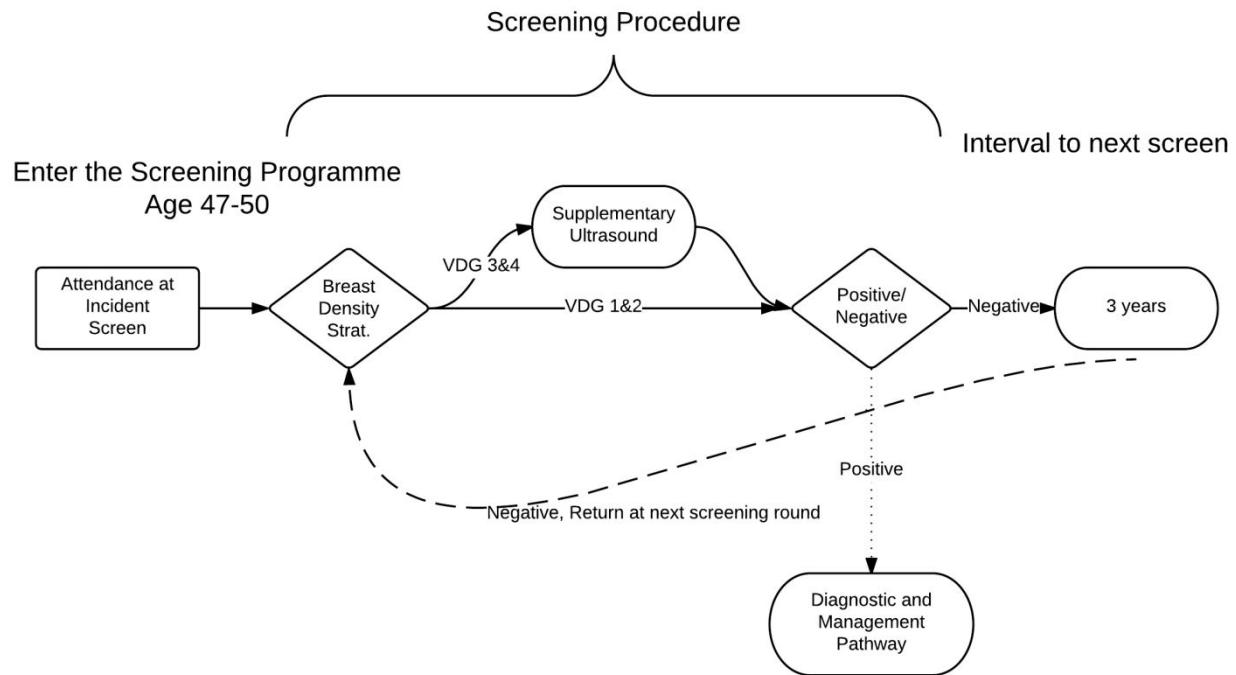 Screening Procedure
Interval to next screen
Enter the Screening Programme
Age 47-50
Supplementary
Ultrasound
VDG 3&4
Attendance at
Incident
Screen
Breast
Density
Strat.
VDG 1&2
Positive/
Negative
Negative
3 years
Positive
Negative, Return at next screening round
Diagnostic and
Management
Pathway